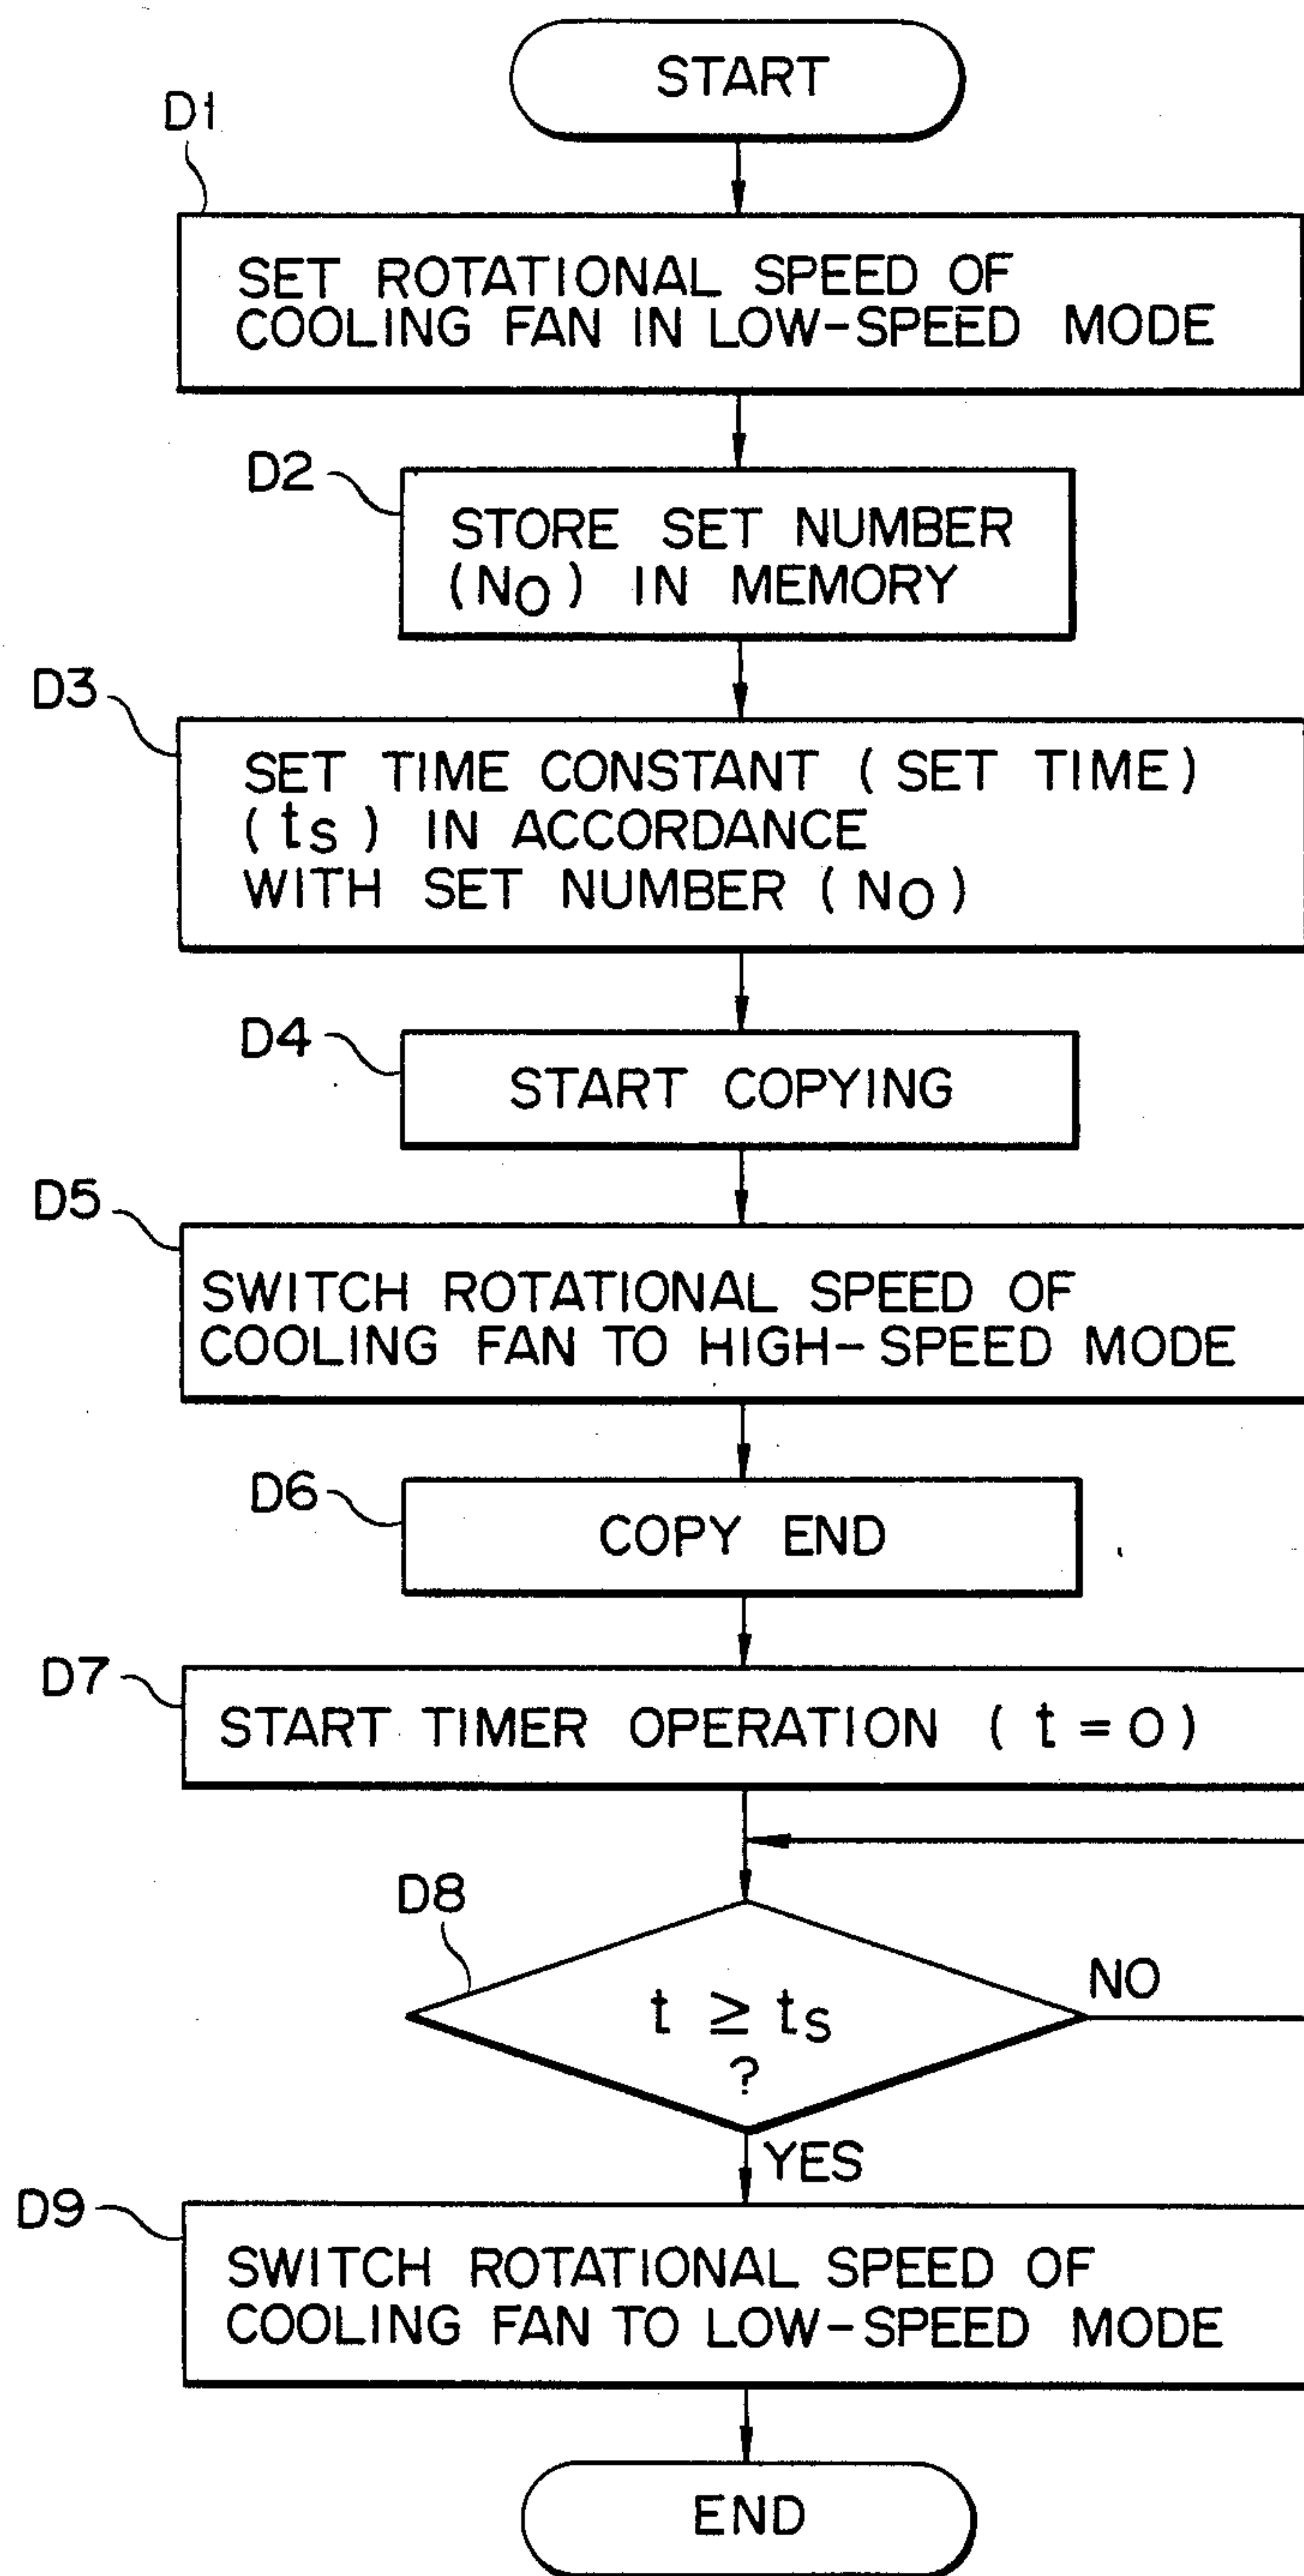 START
D1
SET ROTATIONAL SPEED OF
COOLING FAN IN LOW-SPEED MODE
D2
STORE SET NUMBER
(NO) IN MEMORY
D3
SET TIME CONSTANT (SET TIME)
(tS) IN ACCORDANCE
WITH SET NUMBER (NO)
D4
START COPYING
D5
SWITCH ROTATIONAL SPEED OF
COOLING FAN TO HIGH-SPEED MODE
D6
COPY END
D7
START TIMER OPERATION (t=0)
D8
t ≥ tS
?
NO
YES
D9
SWITCH ROTATIONAL SPEED OF
COOLING FAN TO LOW-SPEED MODE
END